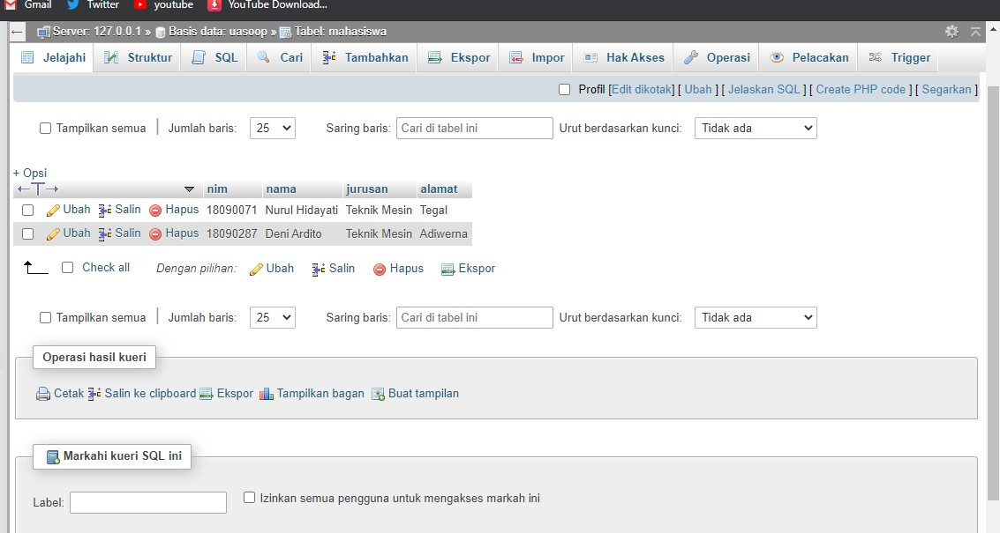 Gmail Twitter youtube YouTube Download...
Server: 127.0.0.1 » Basis data: uasoop » Tabel: mahasiswa
Jelajahi Struktur SQL Cari Tambahkan Ekspor Impor Hak Akses Operasi Pelacakan Trigger
Profil [Edit dikotak] [ Ubah ] [ Jelaskan SQL ] [ Create PHP code ] [ Segarkan ]
Tampilkan semua | Jumlah baris: 25 Saring baris: Cari di tabel ini Urut berdasarkan kunci: Tidak ada
+ Opsi
←T→ nim nama jurusan alamat
Ubah Salin Hapus 18090071 Nurul Hidayati Teknik Mesin Tegal
Ubah Salin Hapus 18090287 Deni Ardito Teknik Mesin Adiwerna
Check all Dengan pilihan: Ubah Salin Hapus Ekspor
Tampilkan semua | Jumlah baris: 25 Saring baris: Cari di tabel ini Urut berdasarkan kunci: Tidak ada
Operasi hasil kueri
Cetak Salin ke clipboard Ekspor Tampilkan bagan Buat tampilan
Markahi kueri SQL ini
Label: Izinkan semua pengguna untuk mengakses markah ini